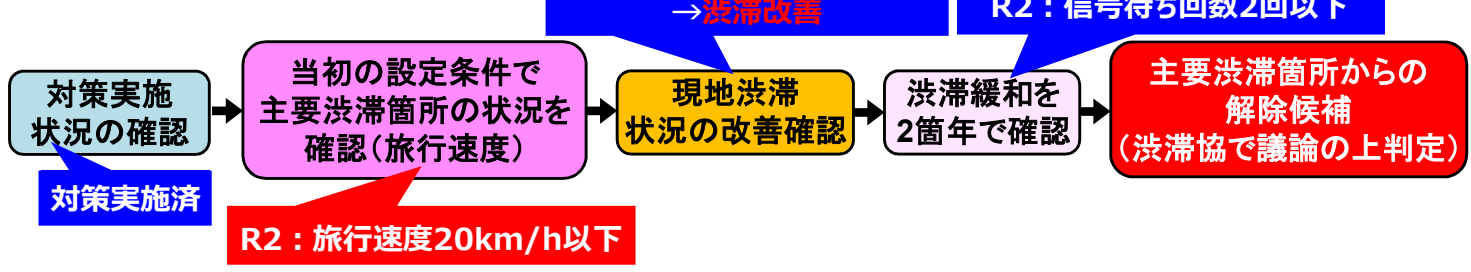 →渋滞改善
R2：信号待ち回数2回以下
対策実施
状況の確認
当初の設定条件で
主要渋滞箇所の状況を
確認（旅行速度）
現地渋滞
状況の改善確認
渋滞緩和を
2箇年で確認
主要渋滞箇所からの
解除候補
（渋滞協で議論の上判定）
対策実施済
R2：旅行速度20km/h以下